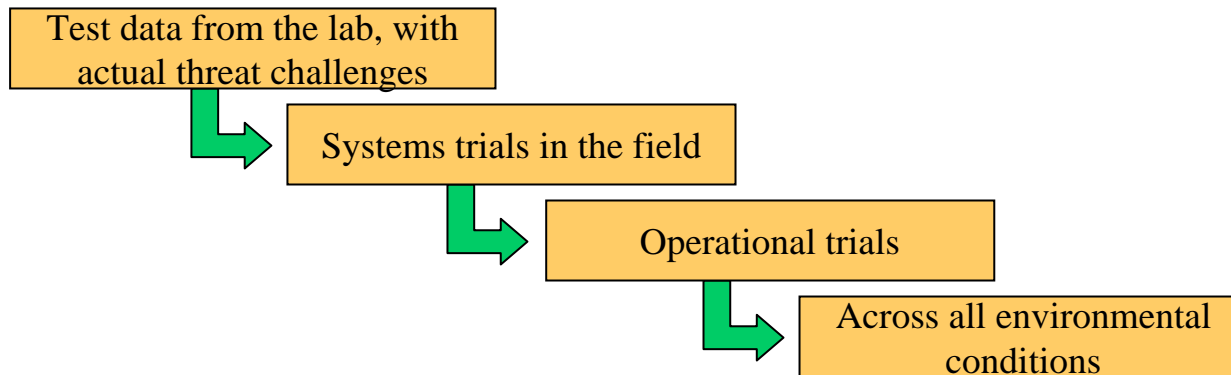 Test data from the lab, with
actual threat challenges
Systems trials in the field
Operational trials
Across all environmental
conditions